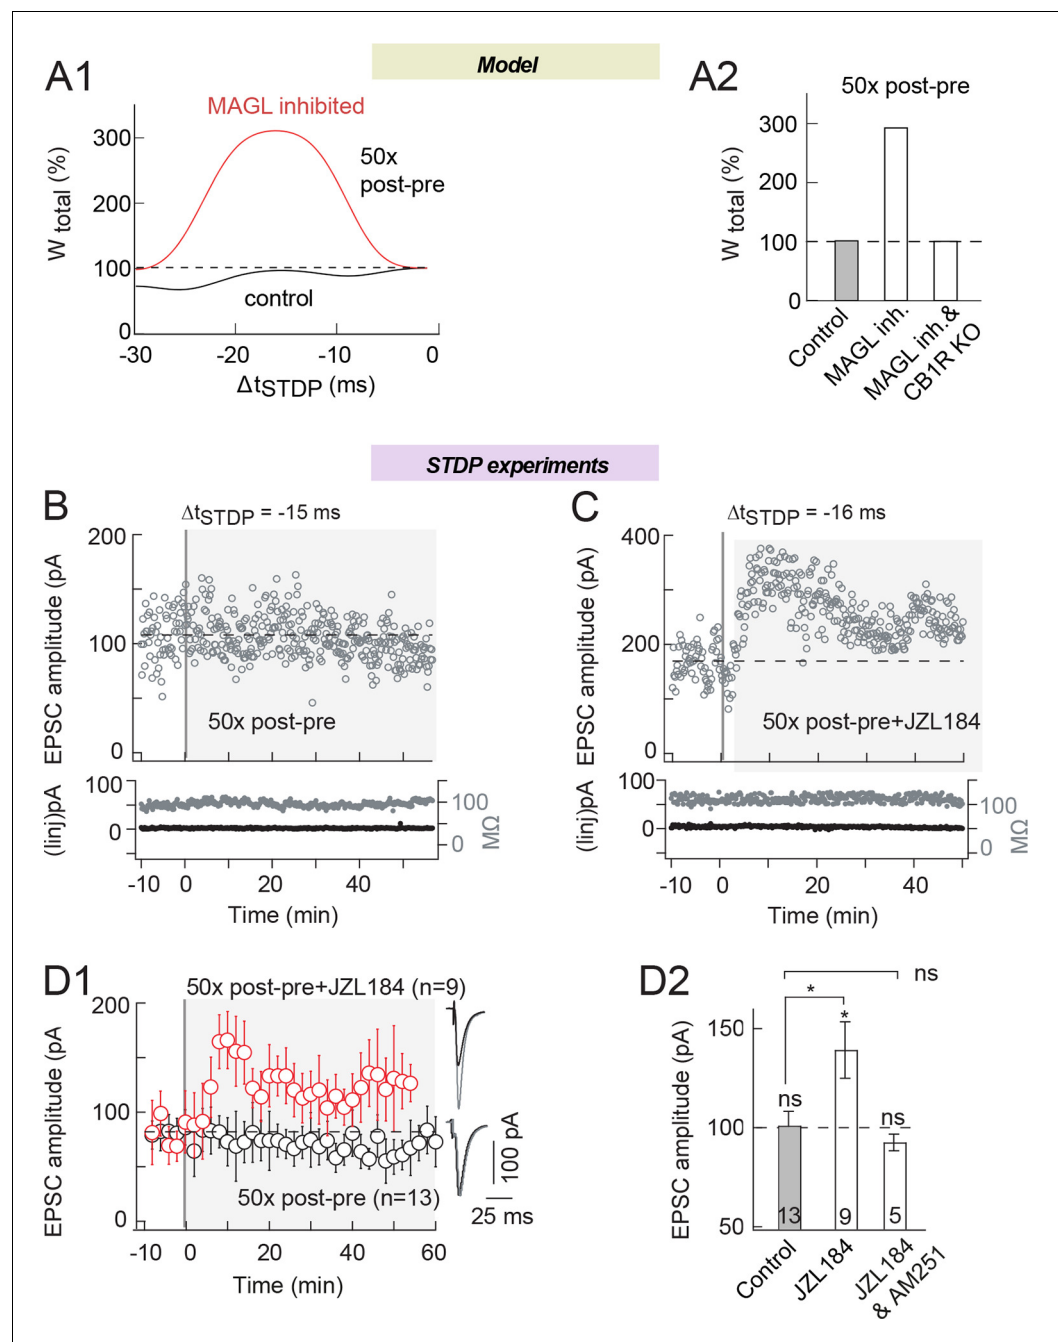 Model
A1
MAGL inhibited
50x
post-pre
control
W total (%)
300
200
100
0
-30
-20
-10
0
ΔtSTDP (ms)
A2
50x post-pre
W total (%)
300
200
100
0
Control
MAGL inh.
MAGL inh.&
CB1R KO
STDP experiments
B
ΔtSTDP = -15 ms
EPSC amplitude (pA
200
100
0
50x post-pre
(Iinj)pA
100
0
100
0
MΩ
-10
0
20
40
Time (min)
C
ΔtSTDP = -16 ms
EPSC amplitude (pA)
400
200
0
50x post-pre+JZL184
(Iinj)pA
100
0
100
0
MΩ
-10
0
20
40
Time (min)
D1
50x post-pre+JZL184 (n=9)
EPSC amplitude (pA
200
100
0
50x post-pre (n=13)
100 pA
25 ms
-10
0
20
40
60
Time (min)
D2
ns
*
*
ns
ns
EPSC amplitude (pA)
150
100
50
13
9
5
Control
JZL184
JZL184
& AM251